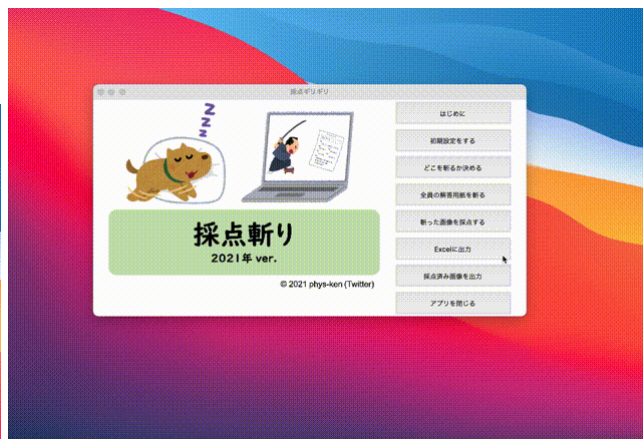 採点ギリギリ
Z
Z
Z
採点斬り
2021年 ver.
© 2021 phys-ken (Twitter)
はじめに
初期設定をする
どこを斬るか決める
全員の解答用紙を斬る
斬った画像を採点する
Excelに出力
採点済み画像を出力
アプリを閉じる